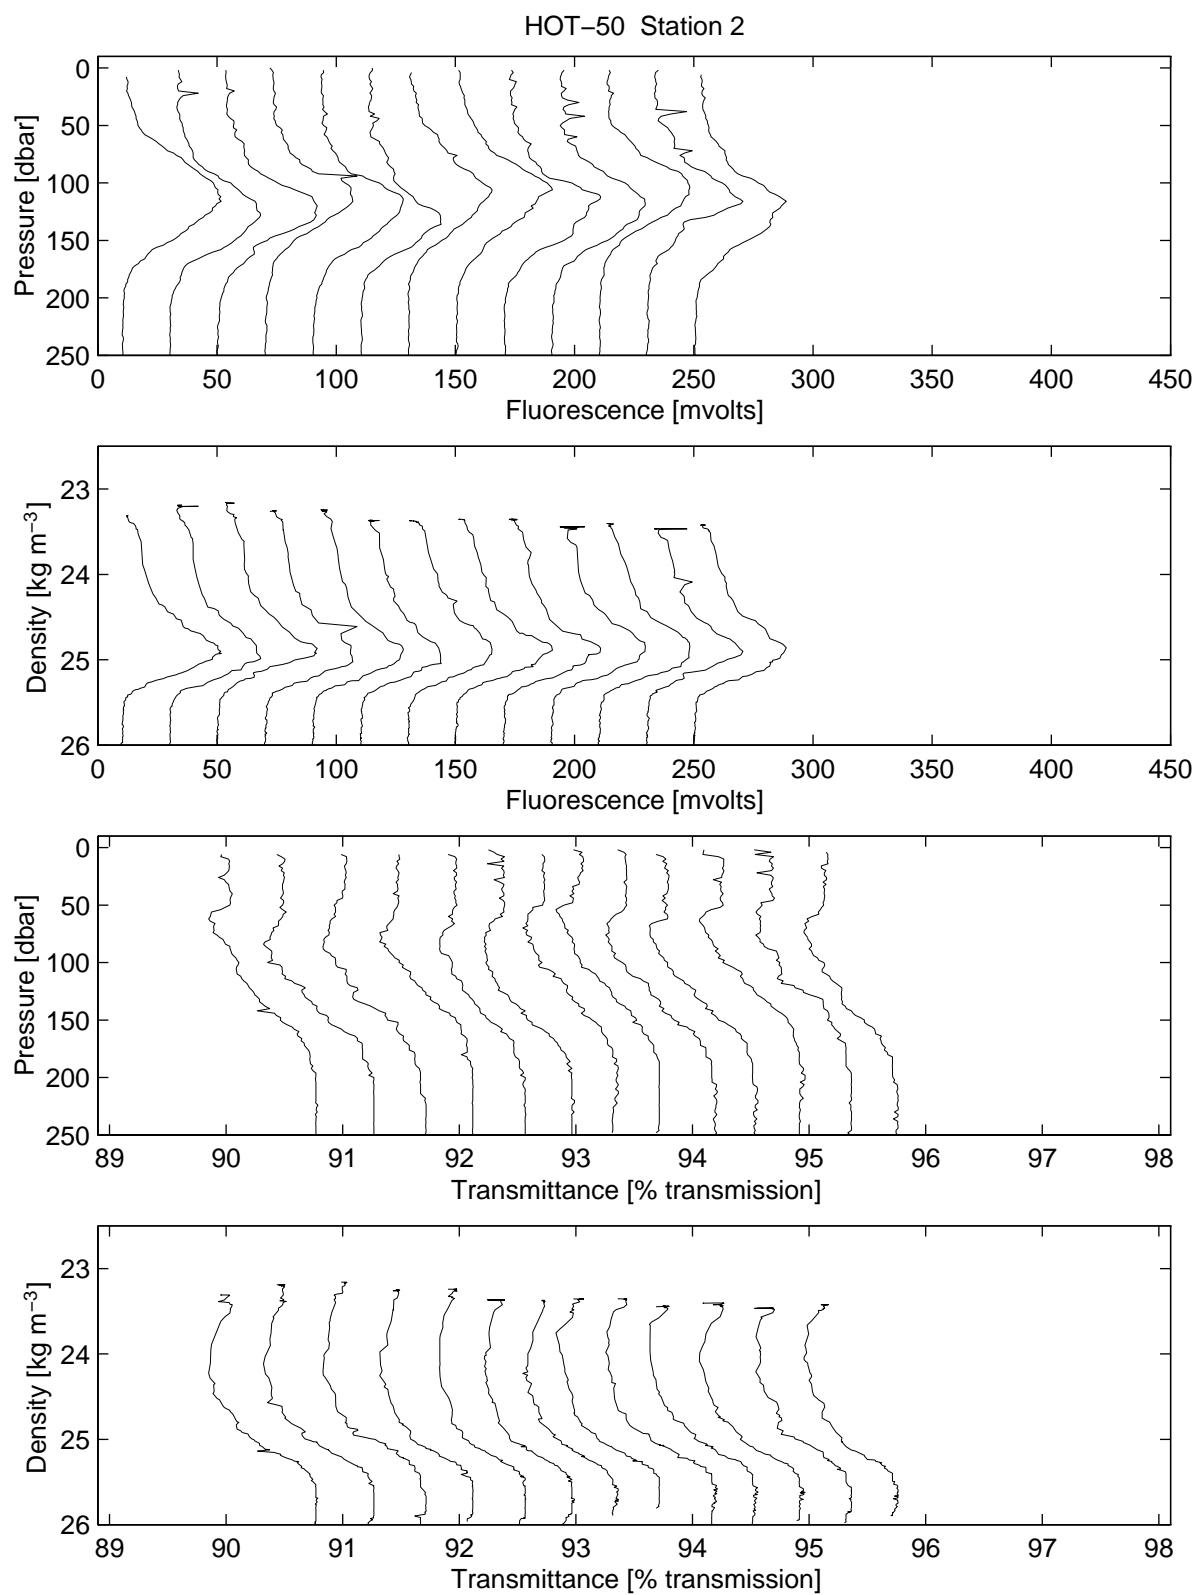 HOT−50 Station 2
0
50
100
150
200
250
Pressure [dbar]
0 50 100 150 200 250 300 350 400 450
Fluorescence [mvolts]
23
24
25
26
Density [kg m−3]
0 50 100 150 200 250 300 350 400 450
Fluorescence [mvolts]
0
50
100
150
200
250
Pressure [dbar]
89 90 91 92 93 94 95 96 97 98
Transmittance [% transmission]
23
24
25
26
Density [kg m−3]
89 90 91 92 93 94 95 96 97 98
Transmittance [% transmission]